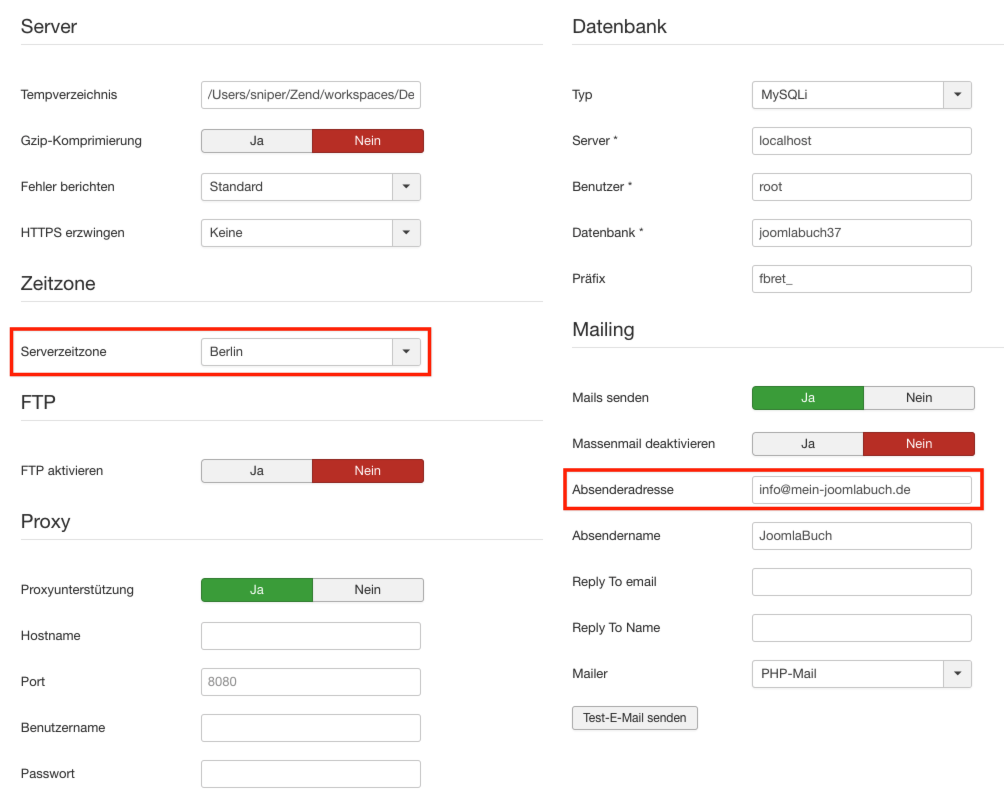 Server
Tempverzeichnis
/Users/sniper/Zend/workspaces/De
Gzip-Komprimierung
Ja Nein
Fehler berichten
Standard
HTTPS erzwingen
Keine
Zeitzone
Serverzeitzone
Berlin
FTP
FTP aktivieren
Ja Nein
Proxy
Proxyunterstützung
Ja Nein
Hostname
Port
8080
Benutzername
Passwort
Datenbank
Typ
MySQLi
Server *
localhost
Benutzer *
root
Datenbank *
joomlabuch37
Präfix
fbret_
Mailing
Mails senden
Ja Nein
Massenmail deaktivieren
Ja Nein
Absenderadresse
info@mein-joomlabuch.de
Absendername
JoomlaBuch
Reply To email
Reply To Name
Mailer
PHP-Mail
Test-E-Mail senden